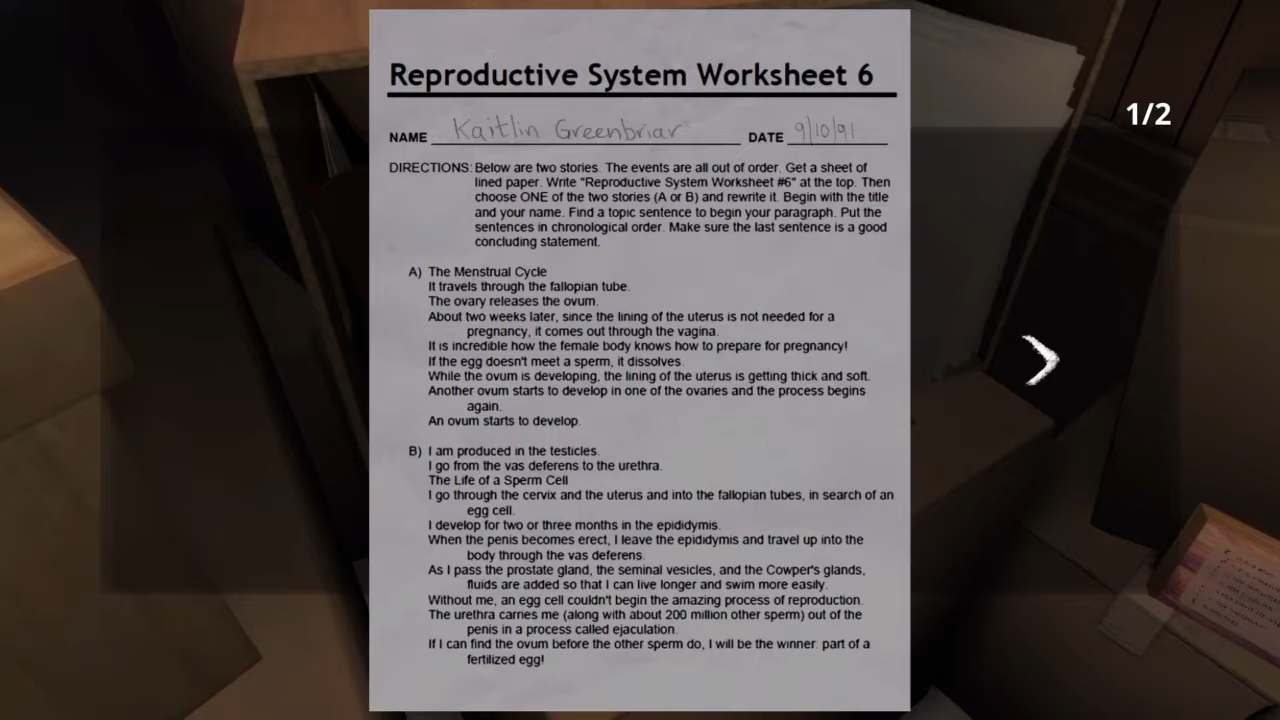 Reproductive System Worksheet 6
1/2
NAME Kaitlin Greenbriar DATE 9/10/91
DIRECTIONS: Below are two stories. The events are all out of order. Get a sheet of
lined paper. Write "Reproductive System Worksheet #6" at the top. Then
choose ONE of the two stories (A or B) and rewrite it. Begin with the title
and your name. Find a topic sentence to begin your paragraph. Put the
sentences in chronological order. Make sure the last sentence is a good
concluding statement.
A) The Menstrual Cycle
It travels through the fallopian tube.
The ovary releases the ovum.
About two weeks later, since the lining of the uterus is not needed for a
pregnancy, it comes out through the vagina.
It is incredible how the female body knows how to prepare for pregnancy!
If the egg doesn't meet a sperm, it dissolves.
While the ovum is developing, the lining of the uterus is getting thick and soft.
Another ovum starts to develop in one of the ovaries and the process begins
again.
An ovum starts to develop.
B) I am produced in the testicles.
I go from the vas deferens to the urethra.
The Life of a Sperm Cell
I go through the cervix and the uterus and into the fallopian tubes, in search of an
egg cell.
I develop for two or three months in the epididymis.
When the penis becomes erect, I leave the epididymis and travel up into the
body through the vas deferens.
As I pass the prostate gland, the seminal vesicles, and the Cowper's glands,
fluids are added so that I can live longer and swim more easily.
Without me, an egg cell couldn't begin the amazing process of reproduction.
The urethra carries me (along with about 200 million other sperm) out of the
penis in a process called ejaculation.
If I can find the ovum before the other sperm do, I will be the winner: part of a
fertilized egg!